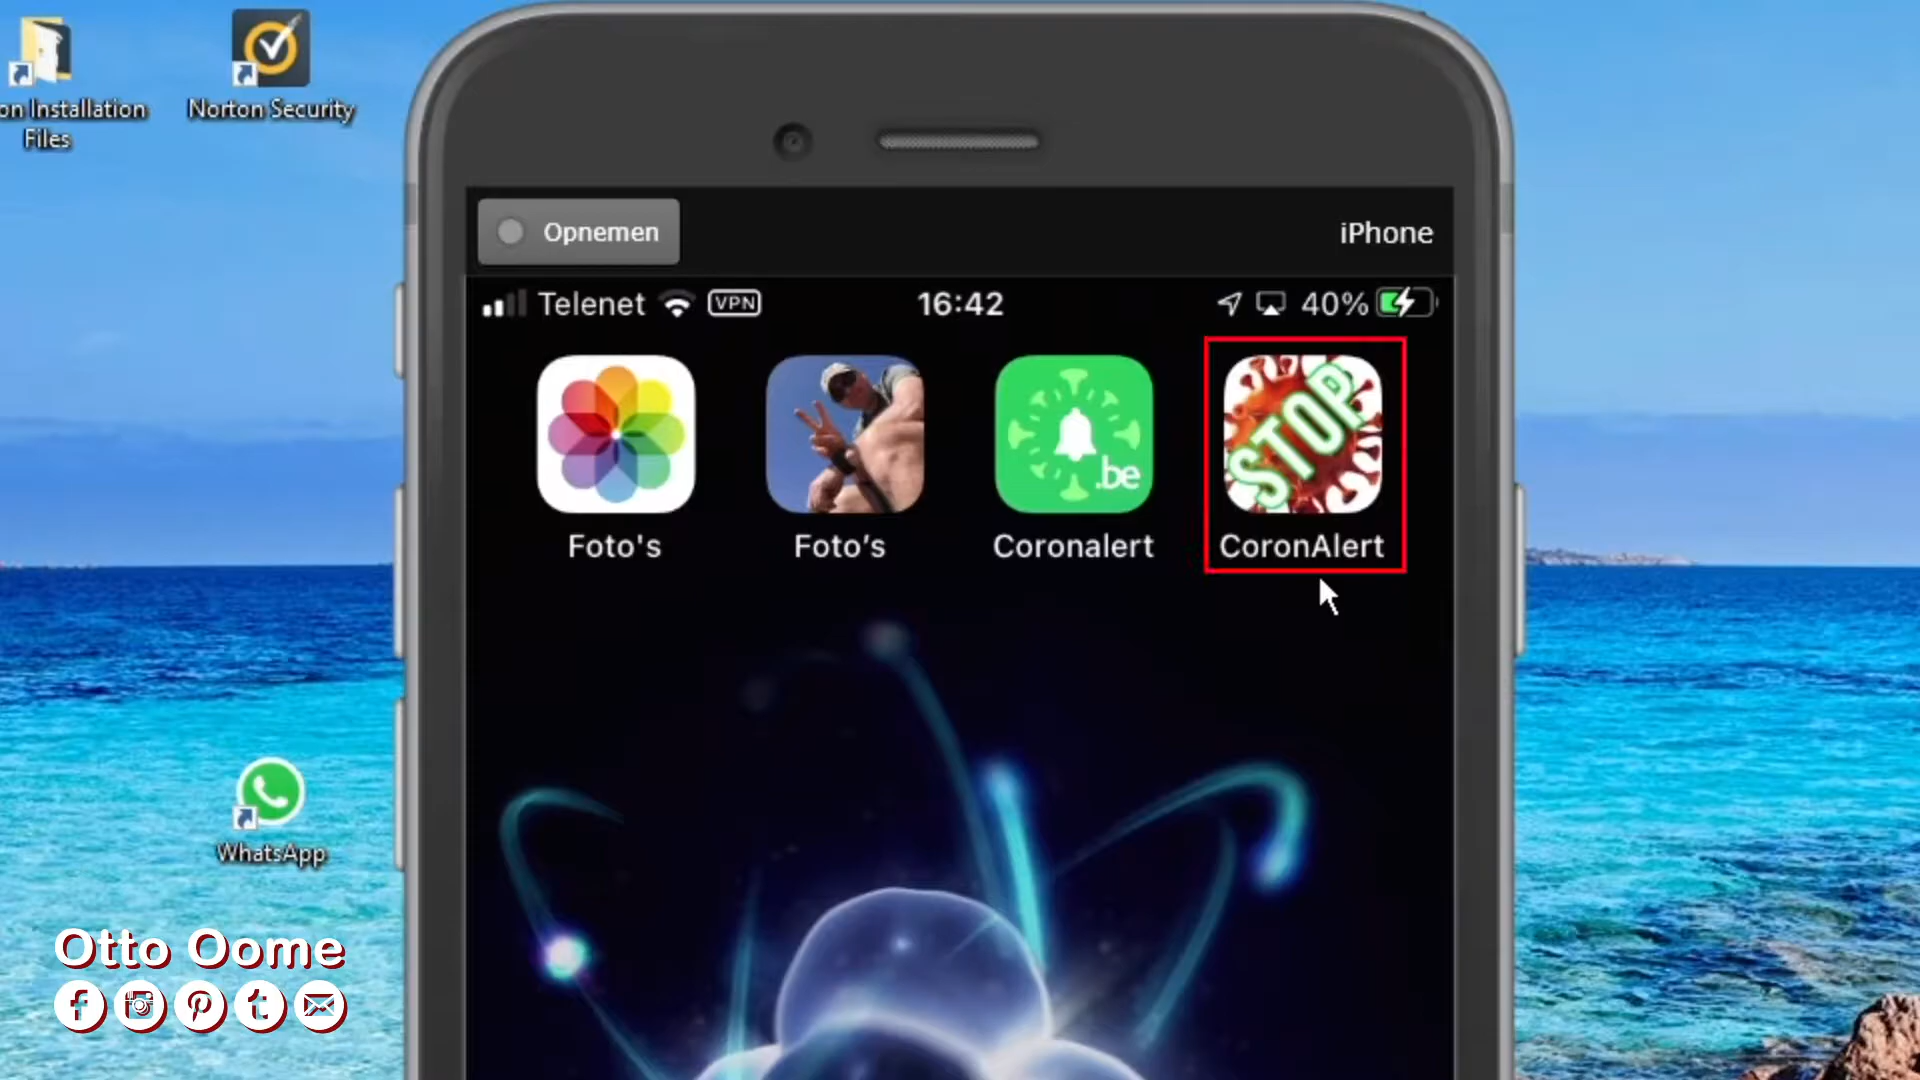 on Installation
Files
Norton Security
Opnemen
iPhone
Telenet
VPN
16:42
40%
.be
STOP
Foto's
Foto's
Coronalert
CoronAlert
WhatsApp
Otto Oome